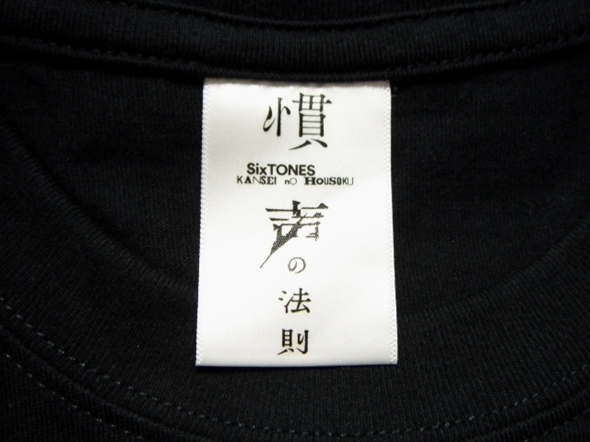 慣
SixTONES
KANSEI nO HOUSOKU
声
の
法
則